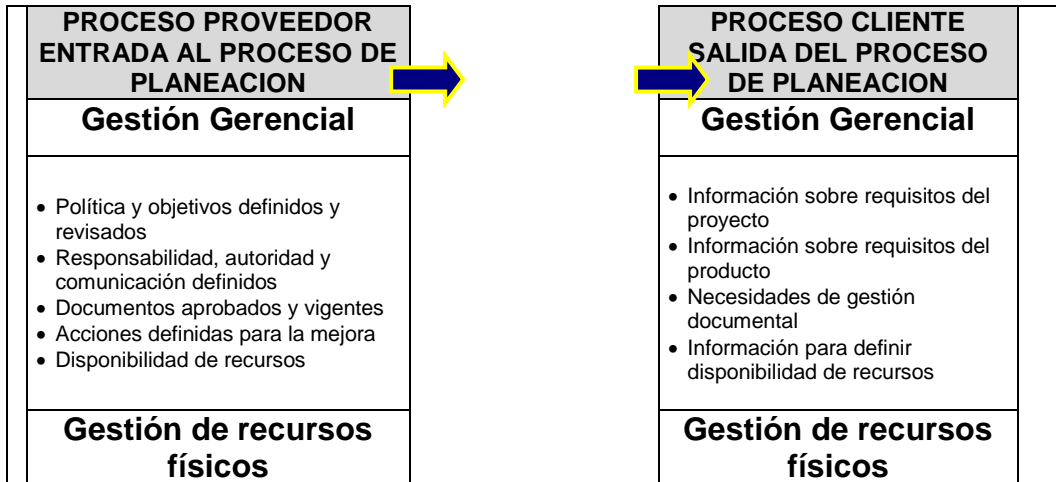 PROCESO PROVEEDOR
ENTRADA AL PROCESO DE
PLANEACION
Gestión Gerencial
• Política y objetivos definidos y
revisados
• Responsabilidad, autoridad y
comunicación definidos
• Documentos aprobados y vigentes
• Acciones definidas para la mejora
• Disponibilidad de recursos
Gestión de recursos
físicos
PROCESO CLIENTE
SALIDA DEL PROCESO
DE PLANEACION
Gestión Gerencial
• Información sobre requisitos del
proyecto
• Información sobre requisitos del
producto
• Necesidades de gestión
documental
• Información para definir
disponibilidad de recursos
Gestión de recursos
físicos